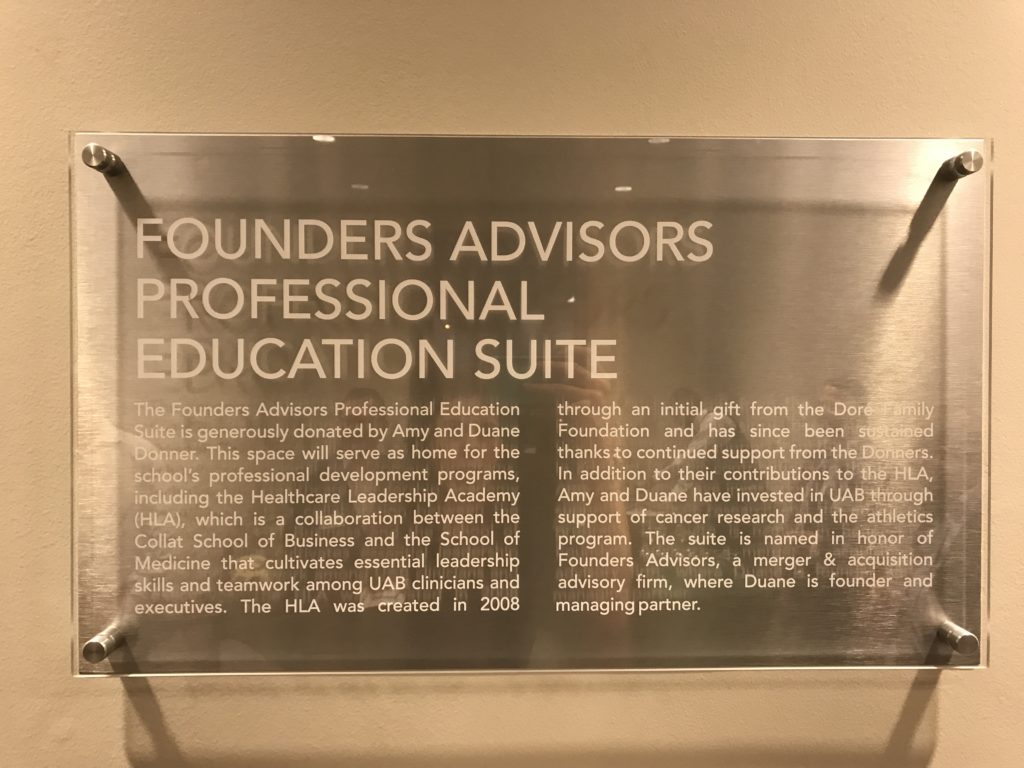 FOUNDERS ADVISORS
PROFESSIONAL
EDUCATION SUITE
The Founders Advisors Professional Education
Suite is generously donated by Amy and Duane
Donner. This space will serve as home for the
school's professional development programs,
including the Healthcare Leadership Academy
(HLA), which is a collaboration between the
Collat School of Business and the School of
Medicine that cultivates essential leadership
skills and teamwork among UAB clinicians and
executives. The HLA was created in 2008
through an initial gift from the Doré Family
Foundation and has since been sustained
thanks to continued support from the Donners.
In addition to their contributions to the HLA,
Amy and Duane have invested in UAB through
support of cancer research and the athletics
program. The suite is named in honor of
Founders Advisors, a merger & acquisition
advisory firm, where Duane is founder and
managing partner.